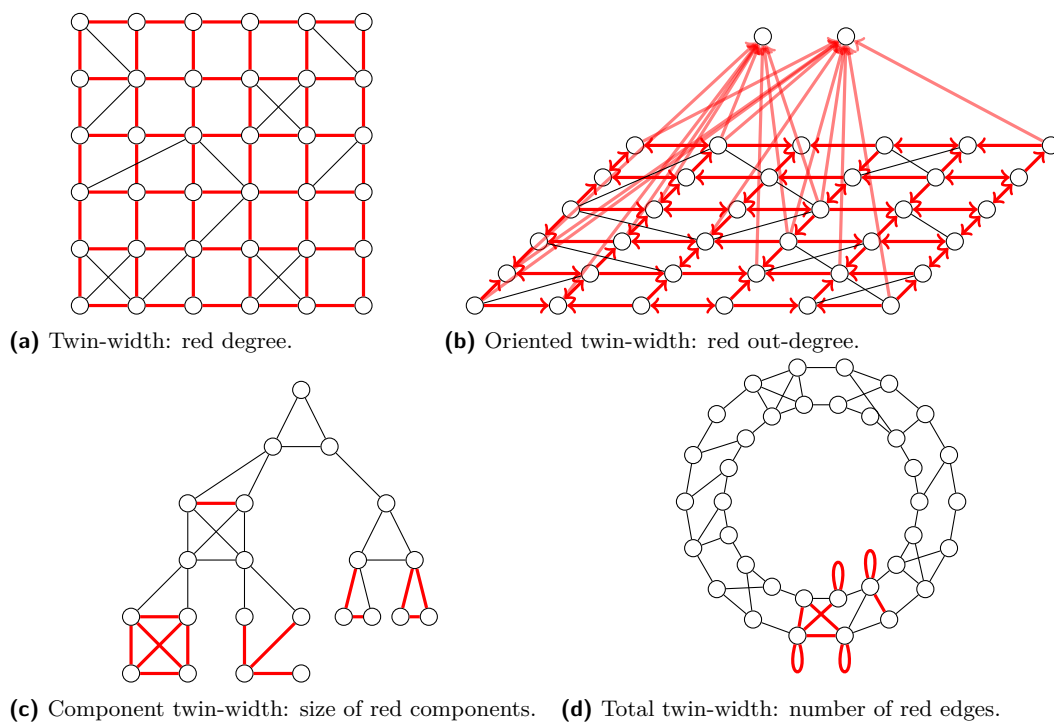 (a) Twin-width: red degree.
(b) Oriented twin-width: red out-degree.
(c) Component twin-width: size of red components.
(d) Total twin-width: number of red edges.